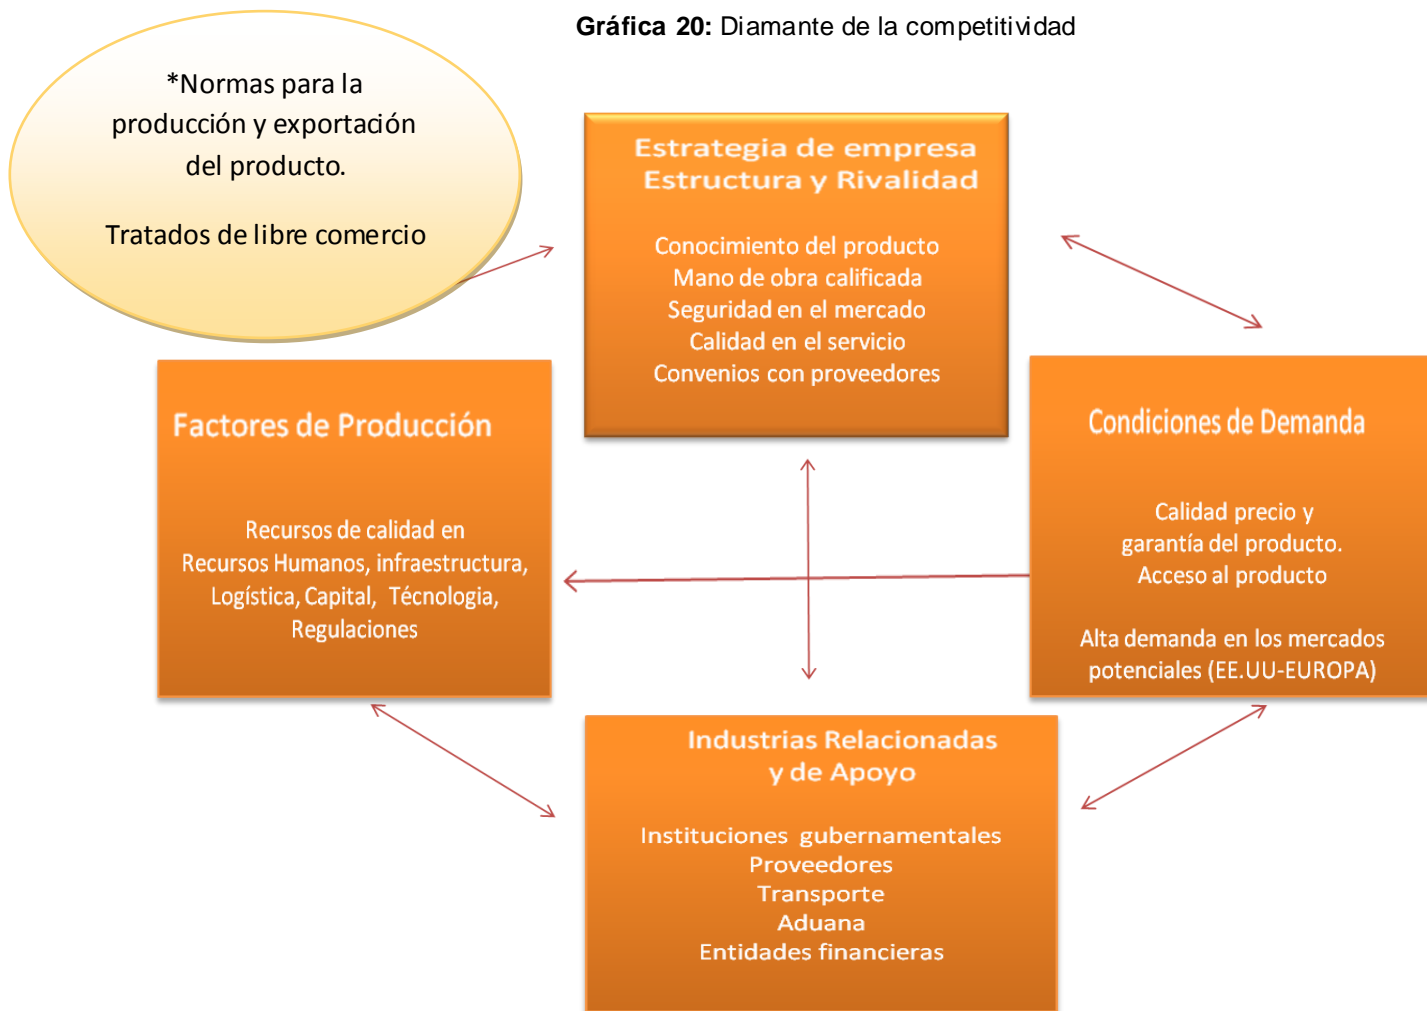 Gráfica 20: Diamante de la competitividad
*Normas para la
producción y exportación
del producto.
Tratados de libre comercio
Estrategia de empresa
Estructura y Rivalidad
Conocimiento del producto
Mano de obra calificada
Seguridad en el mercado
Calidad en el servicio
Convenios con proveedores
Factores de Producción
Recursos de calidad en
Recursos Humanos, infraestructura,
Logística, Capital, Técnologia,
Regulaciones
Condiciones de Demanda
Calidad precio y
garantía del producto.
Acceso al producto
Alta demanda en los mercados
potenciales (EE.UU-EUROPA)
Industrias Relacionadas
y de Apoyo
Instituciones gubernamentales
Proveedores
Transporte
Aduana
Entidades financieras